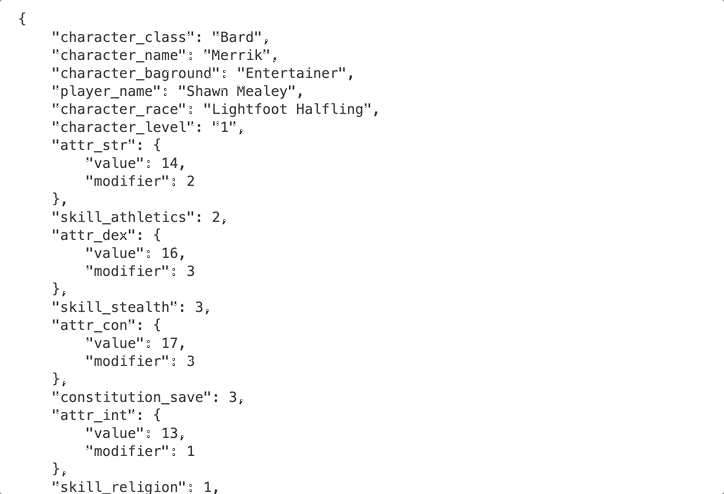 {
    "character_class": "Bard",
    "character_name": "Merrik",
    "character_baground": "Entertainer",
    "player_name": "Shawn Mealey",
    "character_race": "Lightfoot Halfling",
    "character_level": "1",
    "attr_str": {
        "value": 14,
        "modifier": 2
    },
    "skill_athletics": 2,
    "attr_dex": {
        "value": 16,
        "modifier": 3
    },
    "skill_stealth": 3,
    "attr_con": {
        "value": 17,
        "modifier": 3
    },
    "constitution_save": 3,
    "attr_int": {
        "value": 13,
        "modifier": 1
    },
    "skill_religion": 1,